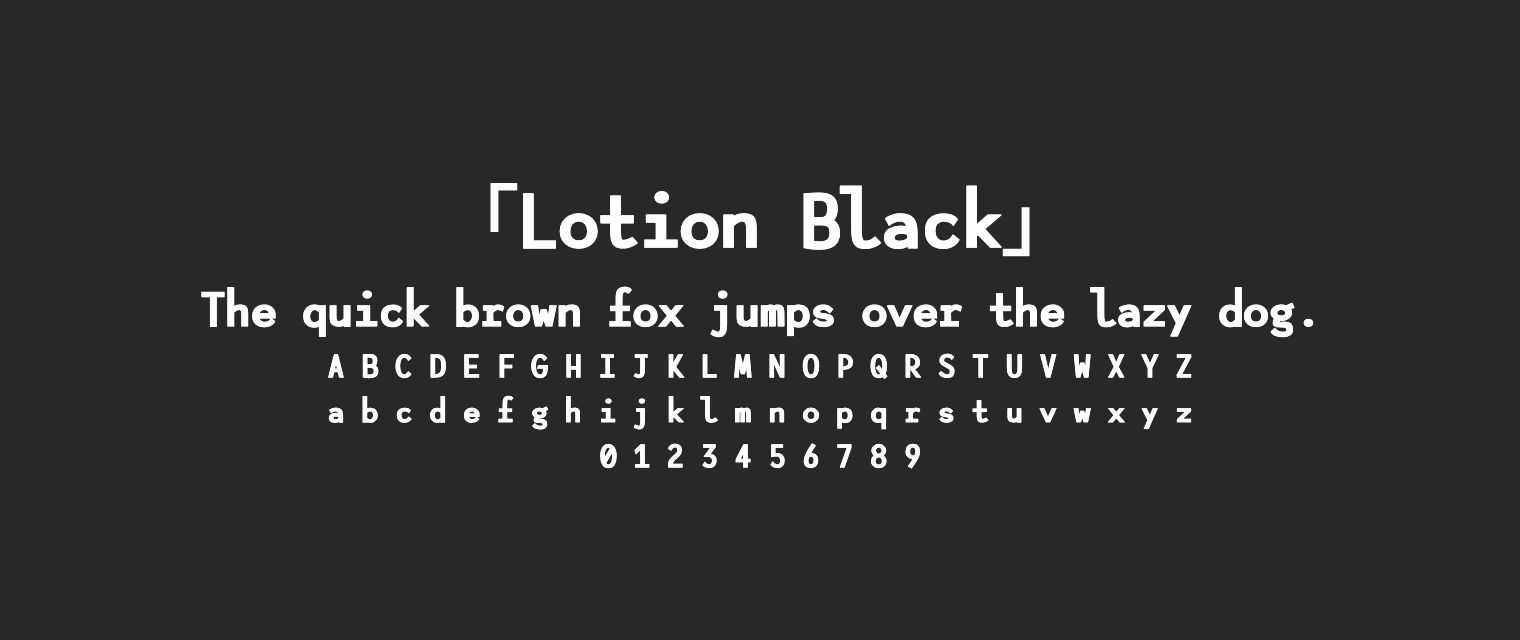 「Lotion Black」
The quick brown fox jumps over the lazy dog.
A B C D E F G H I J K L M N O P Q R S T U V W X Y Z
a b c d e f g h i j k l m n o p q r s t u v w x y z
0 1 2 3 4 5 6 7 8 9